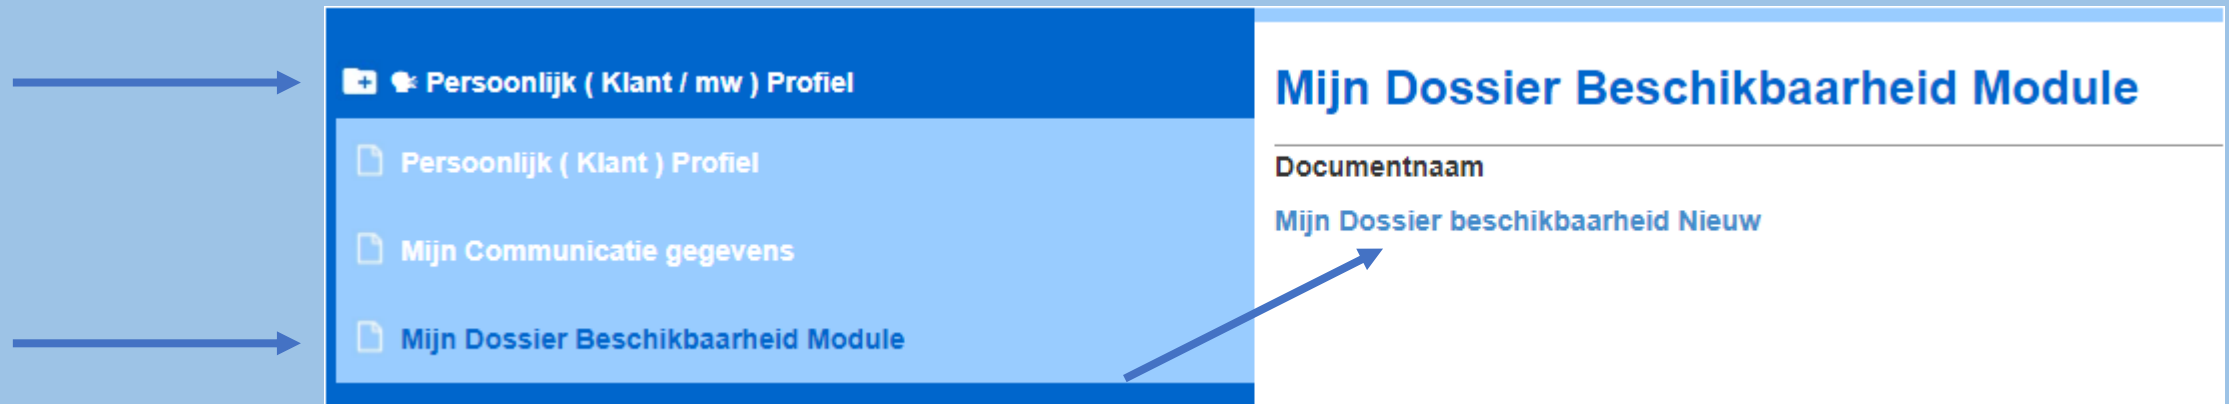 Persoonlijk ( Klant / mw ) Profiel
Persoonlijk ( Klant ) Profiel
Mijn Communicatie gegevens
Mijn Dossier Beschikbaarheid Module
Mijn Dossier Beschikbaarheid Module
Documentnaam
Mijn Dossier beschikbaarheid Nieuw